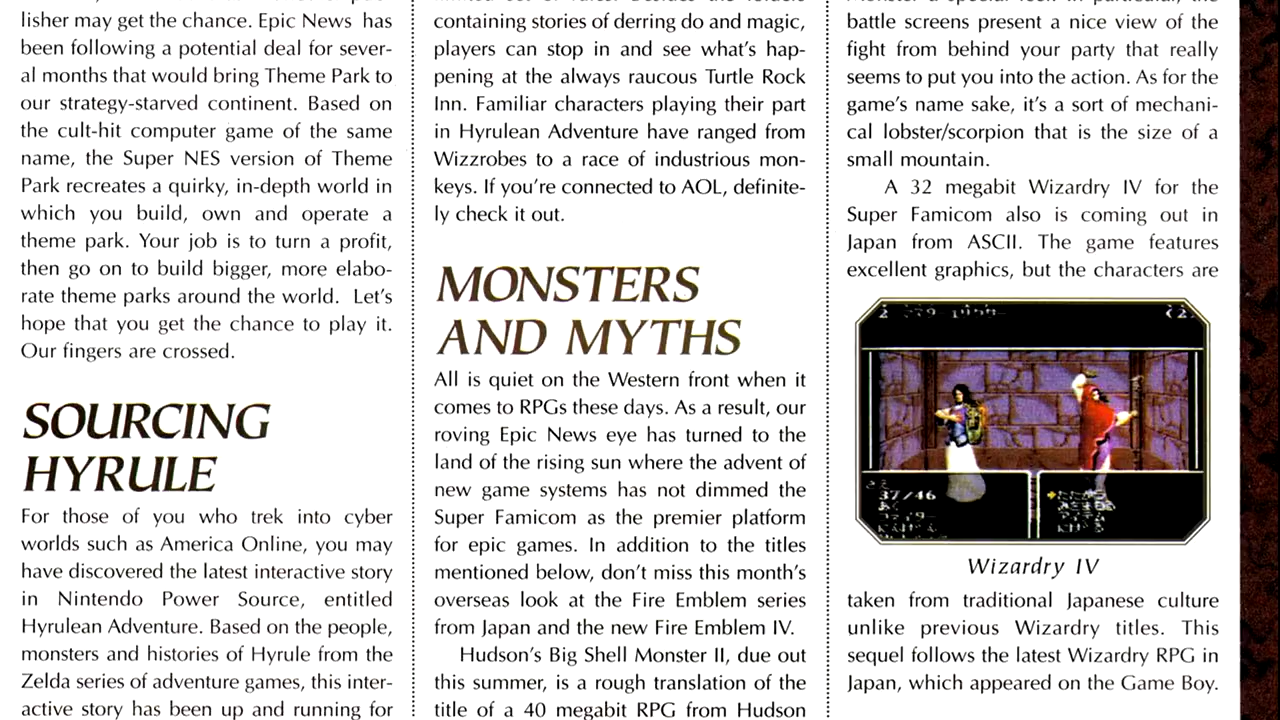 lisher may get the chance. Epic News has
been following a potential deal for sever-
al months that would bring Theme Park to
our strategy-starved continent. Based on
the cult-hit computer game of the same
name, the Super NES version of Theme
Park recreates a quirky, in-depth world in
which you build, own and operate a
theme park. Your job is to turn a profit,
then go on to build bigger, more elabo-
rate theme parks around the world. Let's
hope that you get the chance to play it.
Our fingers are crossed.
SOURCING
HYRULE
For those of you who trek into cyber
worlds such as America Online, you may
have discovered the latest interactive story
in Nintendo Power Source, entitled
Hyrulean Adventure. Based on the people,
monsters and histories of Hyrule from the
Zelda series of adventure games, this inter-
active story has been up and running for
containing stories of derring do and magic,
players can stop in and see what's hap-
pening at the always raucous Turtle Rock
Inn. Familiar characters playing their part
in Hyrulean Adventure have ranged from
Wizzrobes to a race of industrious mon-
keys. If you're connected to AOL, definite-
ly check it out.
MONSTERS
AND MYTHS
All is quiet on the Western front when it
comes to RPGs these days. As a result, our
roving Epic News eye has turned to the
land of the rising sun where the advent of
new game systems has not dimmed the
Super Famicom as the premier platform
for epic games. In addition to the titles
mentioned below, don't miss this month's
overseas look at the Fire Emblem series
from Japan and the new Fire Emblem IV.
Hudson's Big Shell Monster II, due out
this summer, is a rough translation of the
title of a 40 megabit RPG from Hudson
battle screens present a nice view of the
fight from behind your party that really
seems to put you into the action. As for the
game's name sake, it's a sort of mechani-
cal lobster/scorpion that is the size of a
small mountain.
A 32 megabit Wizardry IV for the
Super Famicom also is coming out in
Japan from ASCII. The game features
excellent graphics, but the characters are
37/46
Wizardry IV
taken from traditional Japanese culture
unlike previous Wizardry titles. This
sequel follows the latest Wizardry RPG in
Japan, which appeared on the Game Boy.